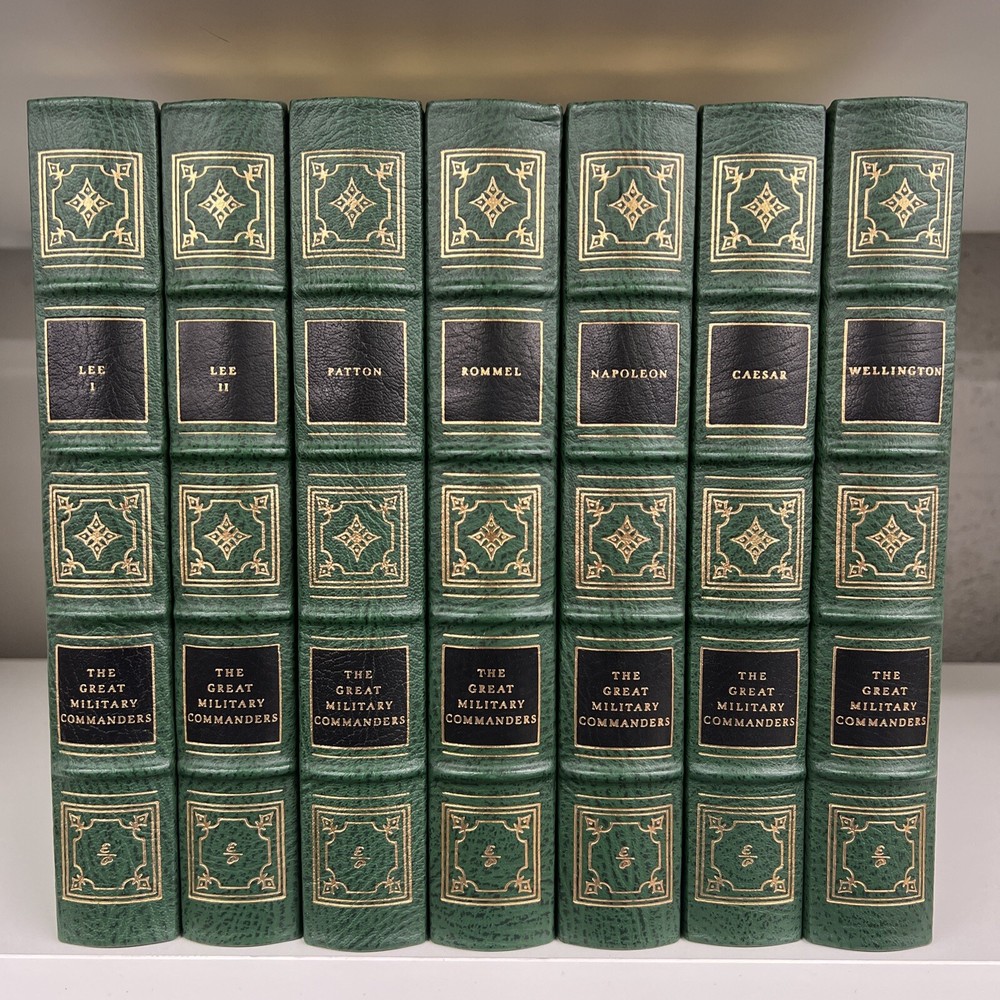 LEE
I
THE
GREAT
MILITARY
COMMANDERS
LEE
II
THE
GREAT
MILITARY
COMMANDERS
PATTON
THE
GREAT
MILITARY
COMMANDERS
ROMMEL
THE
GREAT
MILITARY
COMMANDERS
NAPOLEON
THE
GREAT
MILITARY
COMMANDERS
CAESAR
THE
GREAT
MILITARY
COMMANDERS
WELLINGTON
THE
GREAT
MILITARY
COMMANDERS